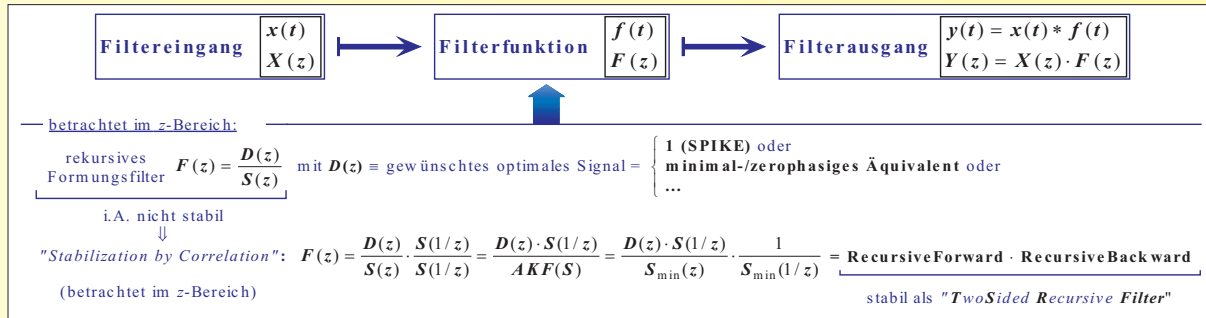 Filtereingang x(t) X(z) Filterfunktion f(t) F(z) Filterausgang y(t) = x(t) * f(t) Y(z) = X(z) · F(z)
betrachtet im z-Bereich:
rekursives Formungsfilter F(z) = D(z)/S(z) mit D(z) ≡ gewünschtes optimales Signal = { 1 (SPIKE) oder
minimal-/zerophasiges Äquivalent oder
...
i.A. nicht stabil
⇓
"Stabilization by Correlation": F(z) = D(z)/S(z) · S(1/z)/S(1/z) = D(z) · S(1/z)/AKF(S) = D(z) · S(1/z)/S_min(z) · 1/S_min(1/z) = RecursiveForward · RecursiveBackward
(betrachtet im z-Bereich)
stabil als "TwoSided Recursive Filter"